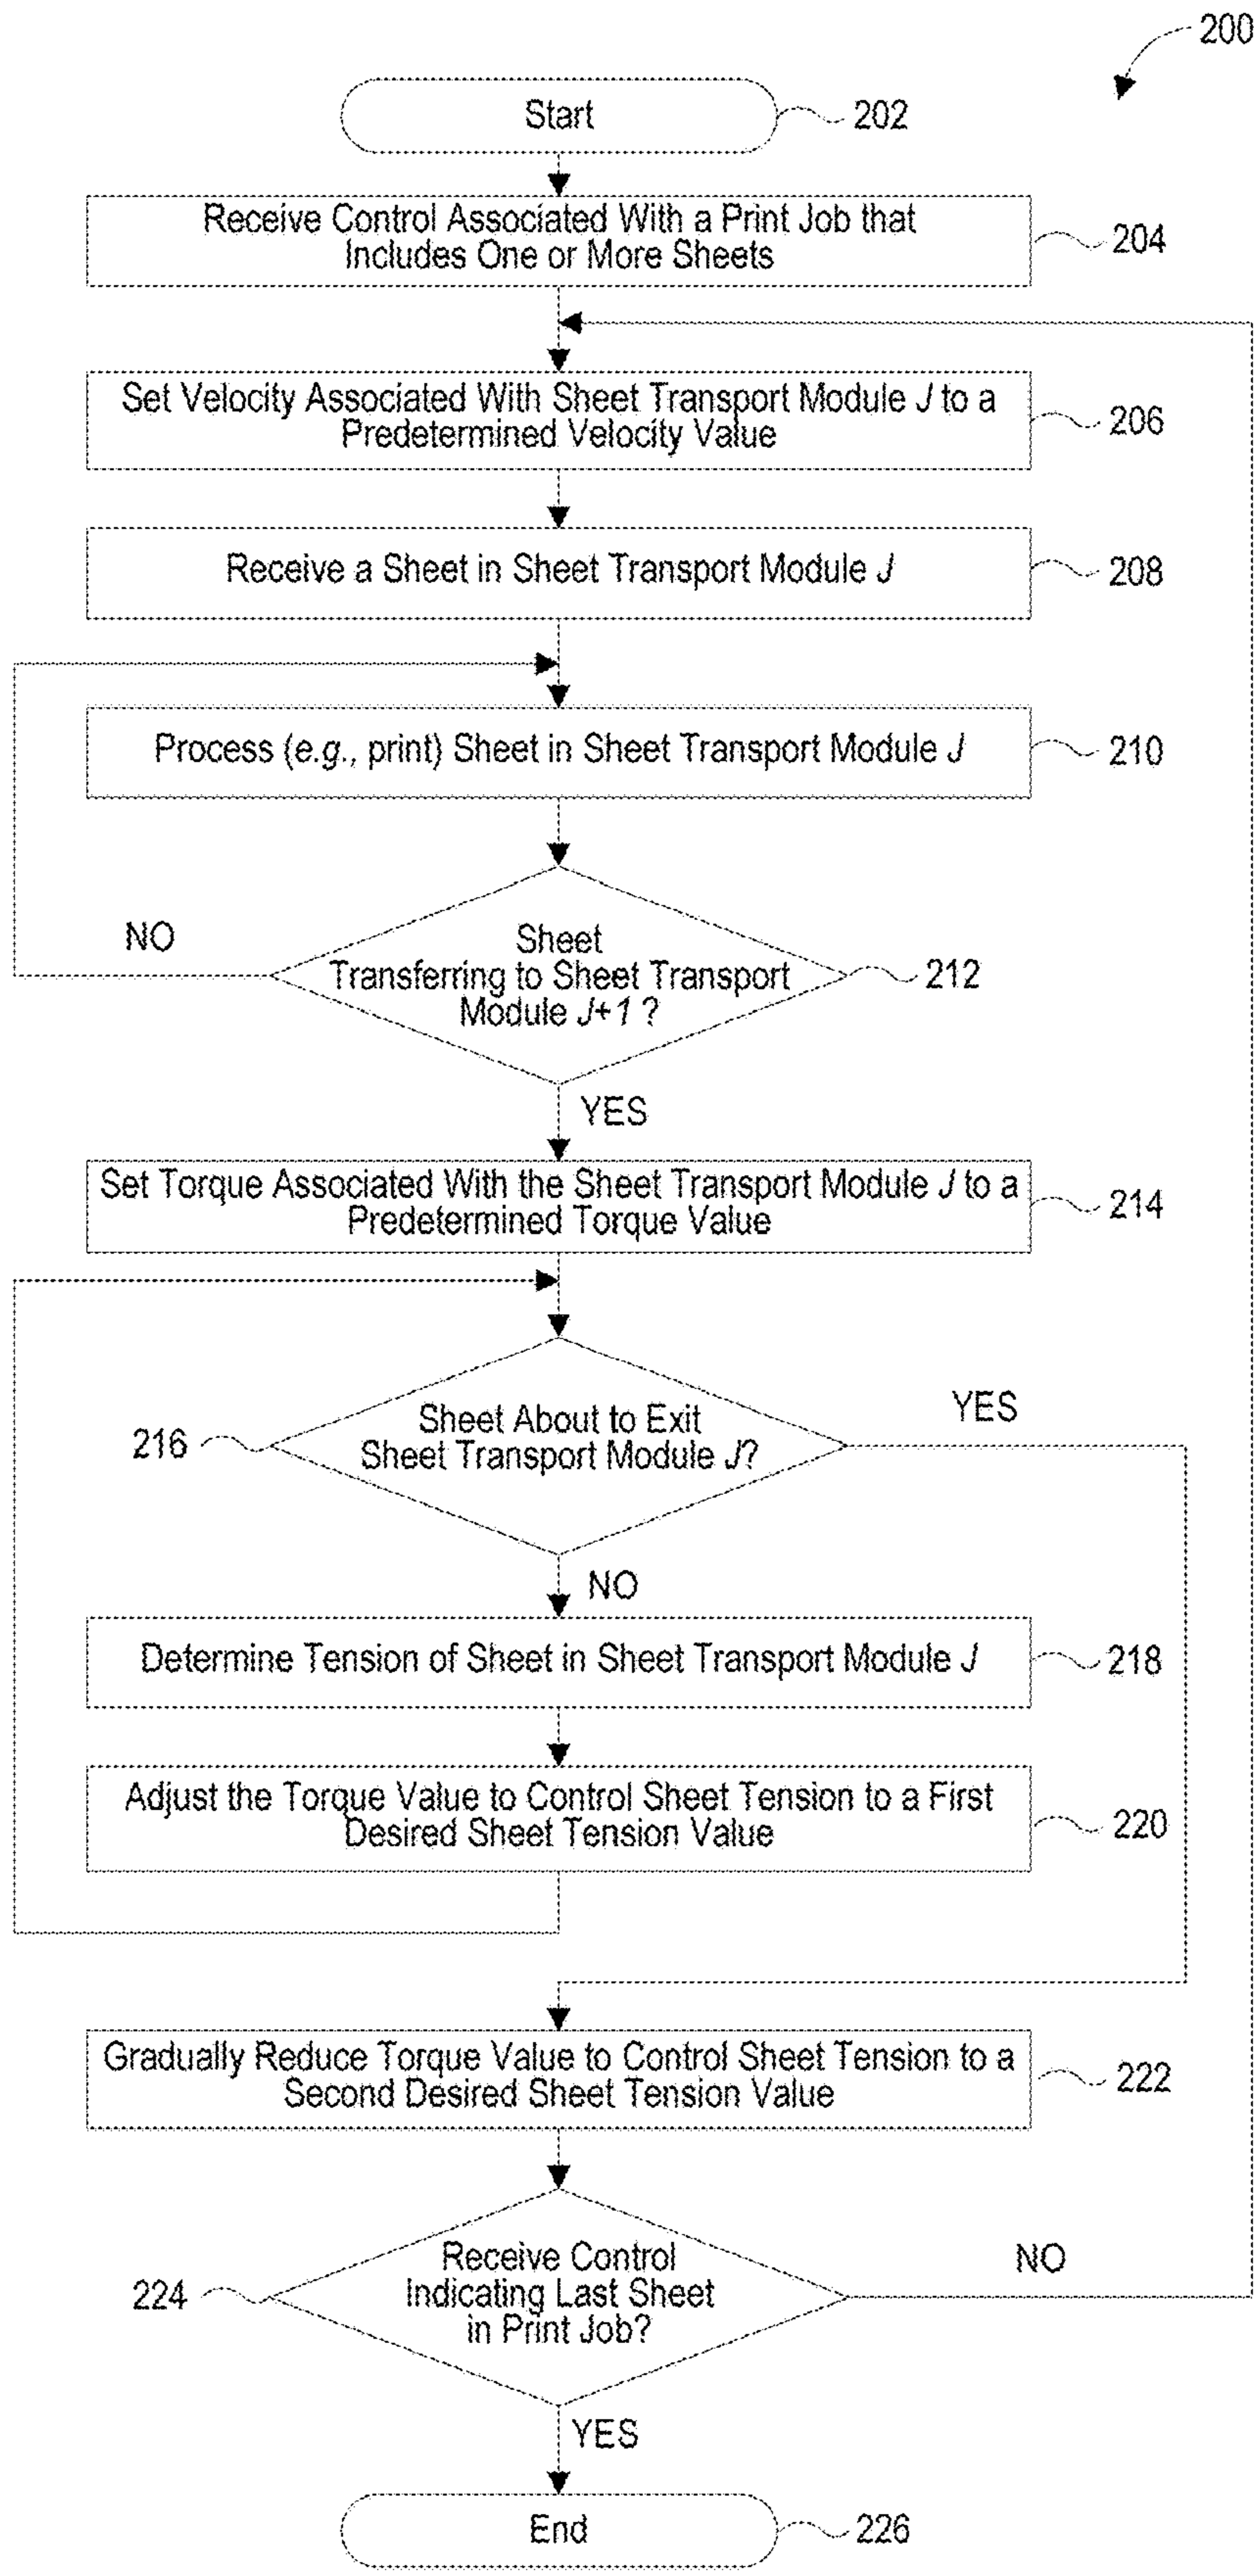 200
Start
202
Receive Control Associated With a Print Job that
Includes One or More Sheets
204
Set Velocity Associated With Sheet Transport Module J to a
Predetermined Velocity Value
206
Receive a Sheet in Sheet Transport Module J
208
Process (e.g., print) Sheet in Sheet Transport Module J
210
NO
Sheet
Transferring to Sheet Transport
Module J+1 ?
212
YES
Set Torque Associated With the Sheet Transport Module J to a
Predetermined Torque Value
214
216
Sheet About to Exit
Sheet Transport Module J?
YES
NO
Determine Tension of Sheet in Sheet Transport Module J
218
Adjust the Torque Value to Control Sheet Tension to a First
Desired Sheet Tension Value
220
Gradually Reduce Torque Value to Control Sheet Tension to a
Second Desired Sheet Tension Value
222
224
Receive Control
Indicating Last Sheet
in Print Job?
NO
YES
End
226